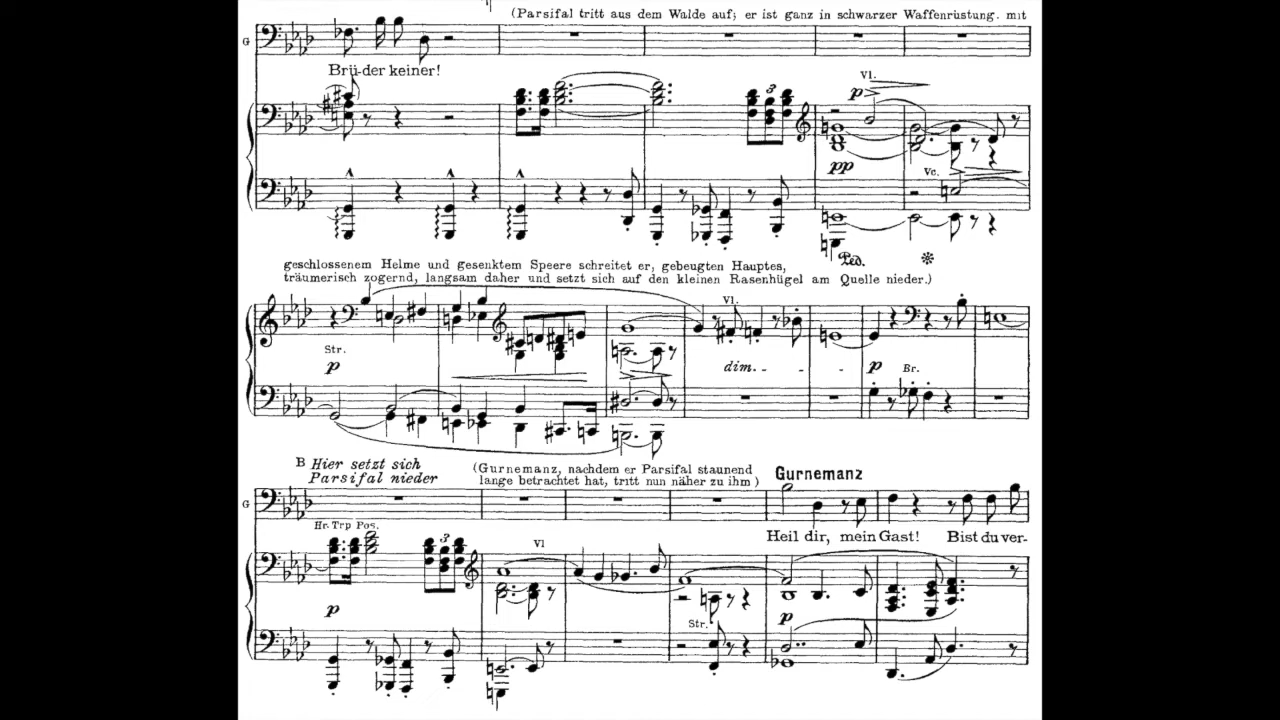 (Parsifal tritt aus dem Walde auf; er ist ganz in schwarzer Waffenrüstung. mit
G
Brü-der keiner!
Vl.
p
3
pp
Vc.
Ped.
geschlossenem Helme und gesenktem Speere schreitet er, gebeugten Hauptes,
träumerisch zogernd, langsam daher und setzt sich auf den kleinen Rasenhügel am Quelle nieder.)
Vl.
Str.
p
dim. - - -
p
Br.
B Hier setzt sich
Parsifal nieder
(Gurnemanz, nachdem er Parsifal staunend
lange betrachtet hat, tritt nun näher zu ihm)
Gurnemanz
G
Heil dir, mein Gast! Bist du ver-
Hr. Trp Pos.
3
Vl
p
Str.
p